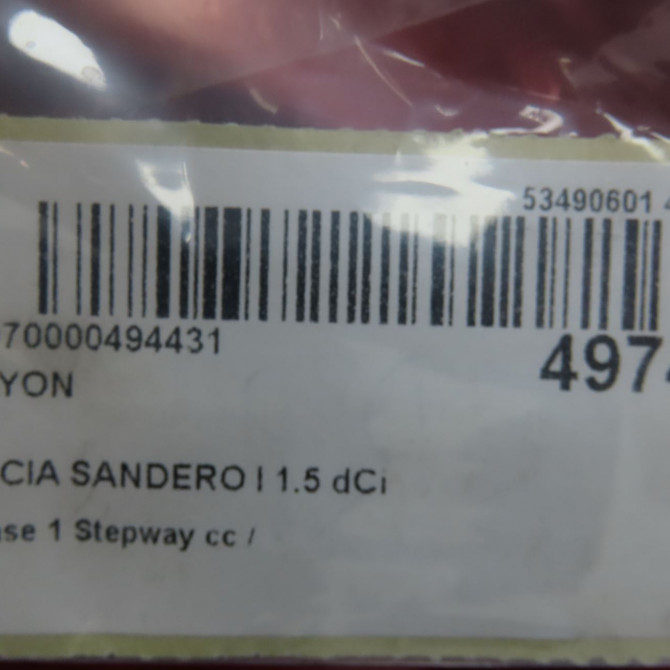 53490601
70000494431
497
YON
CIA SANDERO I 1.5 dCi
se 1 Stepway cc /